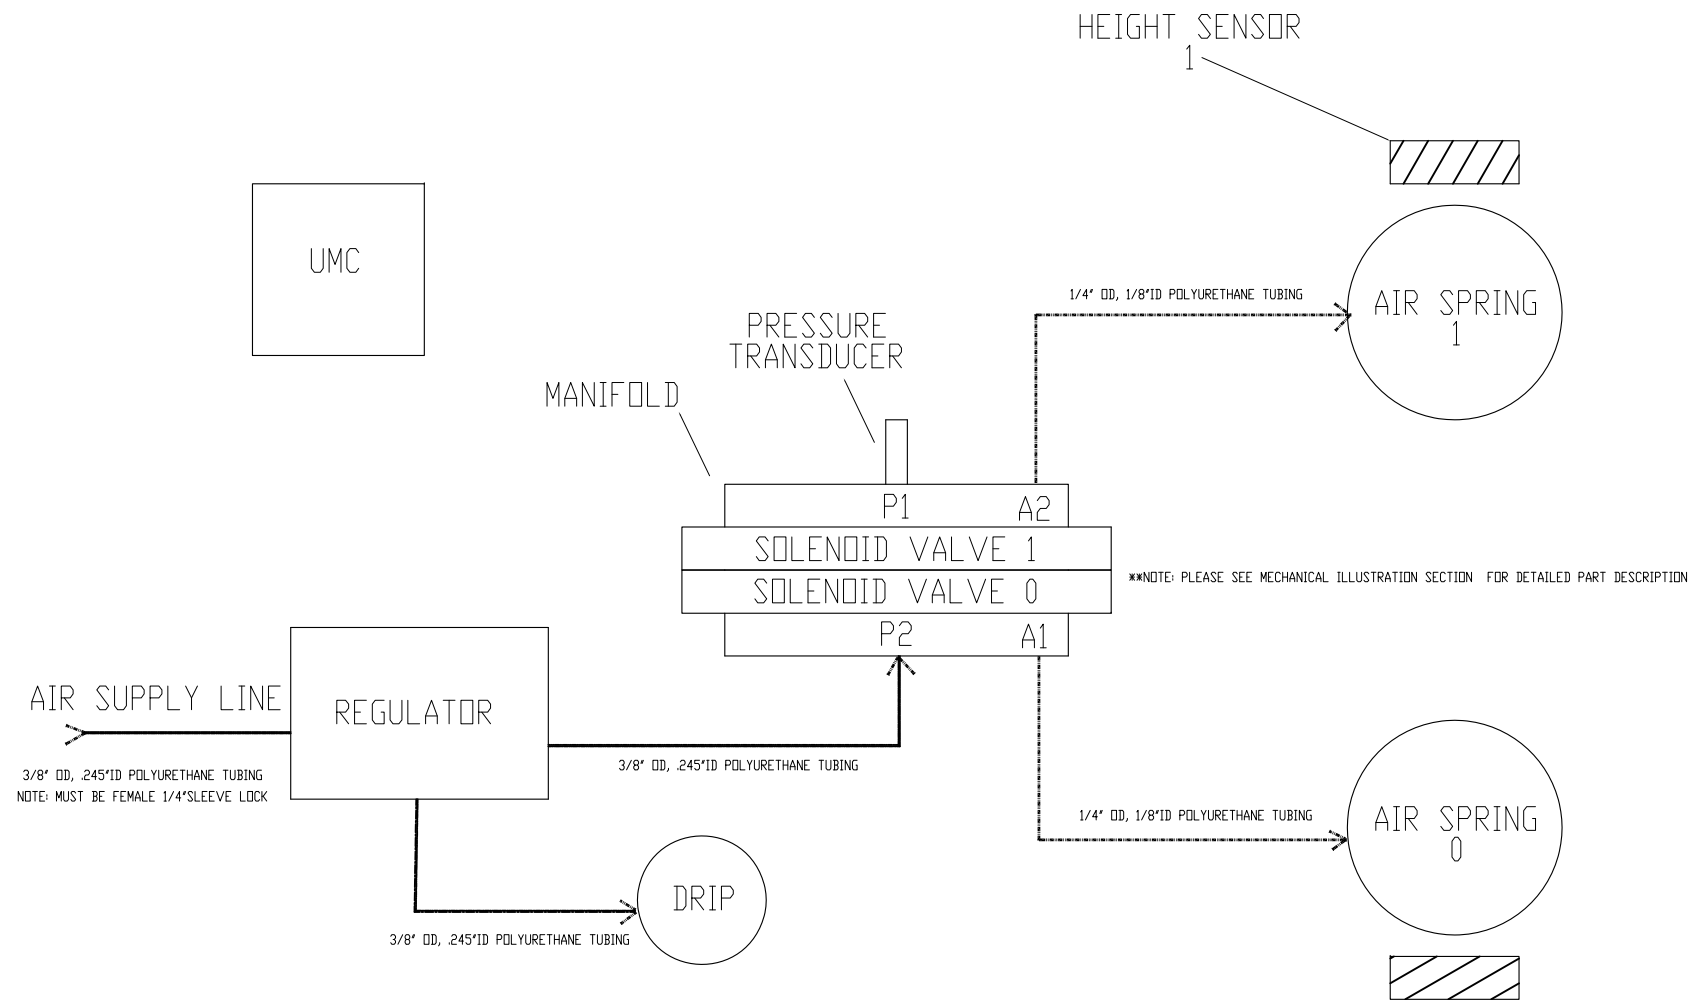 HEIGHT SENSOR
1
UMC
1/4" OD, 1/8"ID POLYURETHANE TUBING
AIR SPRING
1
PRESSURE
TRANSDUCER
MANIFOLD
P1
A2
SOLENOID VALVE 1
SOLENOID VALVE 0
**NOTE: PLEASE SEE MECHANICAL ILLUSTRATION SECTION FOR DETAILED PART DESCRIPTION
P2
A1
AIR SUPPLY LINE
REGULATOR
3/8" OD, .245"ID POLYURETHANE TUBING
NOTE: MUST BE FEMALE 1/4"SLEEVE LOCK
3/8" OD, .245"ID POLYURETHANE TUBING
1/4" OD, 1/8"ID POLYURETHANE TUBING
AIR SPRING
0
DRIP
3/8" OD, .245"ID POLYURETHANE TUBING